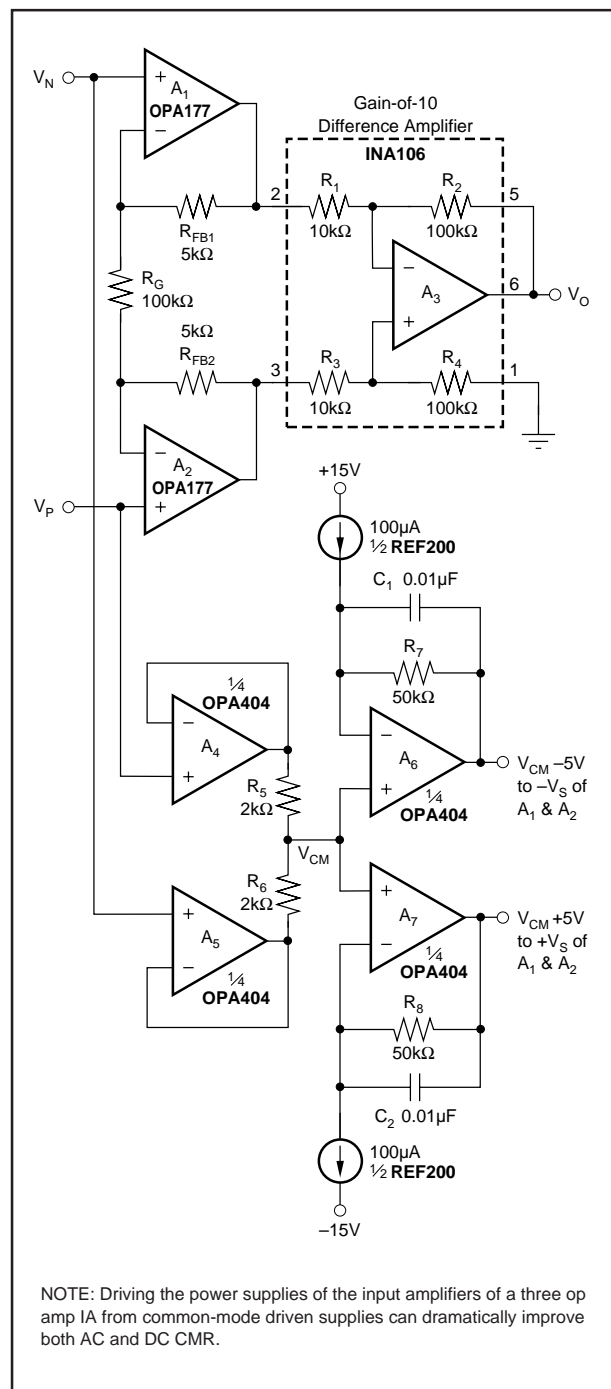 V_N
A_1
OPA177
Gain-of-10
Difference Amplifier
INA106
2
R_1
10kΩ
R_2
100kΩ
5
R_FB1
5kΩ
R_G
100kΩ
A_3
6
V_O
5kΩ
R_FB2
3
R_3
10kΩ
R_4
100kΩ
1
A_2
OPA177
V_P
+15V
100µA
½ REF200
C_1 0.01µF
R_7
50kΩ
¼
OPA404
A_4
R_5
2kΩ
A_6
¼
OPA404
V_CM –5V
to –V_S of
A_1 & A_2
V_CM
R_6
2kΩ
A_5
¼
OPA404
A_7
¼
OPA404
V_CM +5V
to +V_S of
A_1 & A_2
R_8
50kΩ
C_2 0.01µF
100µA
½ REF200
–15V
NOTE: Driving the power supplies of the input amplifiers of a three op
amp IA from common-mode driven supplies can dramatically improve
both AC and DC CMR.